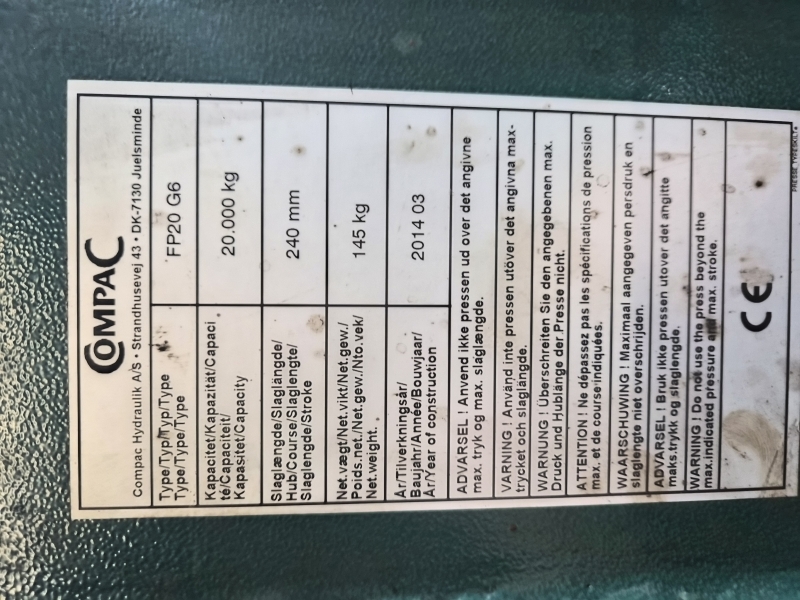 COMPAC
Compac Hydraulik A/S • Strandhusevej 43 • DK-7130 Juelsminde
Type/Typ/Typ/Type
Type/Type/Type
FP20 G6
Kapacitet/Kapazität/Capaci
té/Capaciteit/
Kapasitet/Capacity
20.000 kg
Slaglængde/Slaglängde/
Hub/Course/Slaglengte/
Slaglengde/Stroke
240 mm
Net.vægt/Net.vikt/Net.gew./
Poids.net./Net.gew./Nto.vek/
Net.weight.
145 kg
År/Tilverkningsår/
Baujahr/Année/Bouwjaar/
År/Year of construction
2014 03
ADVARSEL ! Anvend ikke pressen ud over det angivne
max. tryk og max. slaglængde.
VARNING ! Använd inte pressen utöver det angivna max-
trycket och slaglängde.
WARNUNG ! Überschreiten Sie den angegebenen max.
Druck und Hublänge der Presse nicht.
ATTENTION ! Ne dépassez pas les spécifications de pression
max. et de course indiquées.
WAARSCHUWING ! Maximaal aangegeven persdruk en
slaglengte niet overschrijden.
ADVARSEL ! Bruk ikke pressen utover det angitte
maks.trykk og slaglengde.
WARNING ! Do not use the press beyond the
max.indicated pressure and max. stroke.
CE
PRESSE TYPESKILT